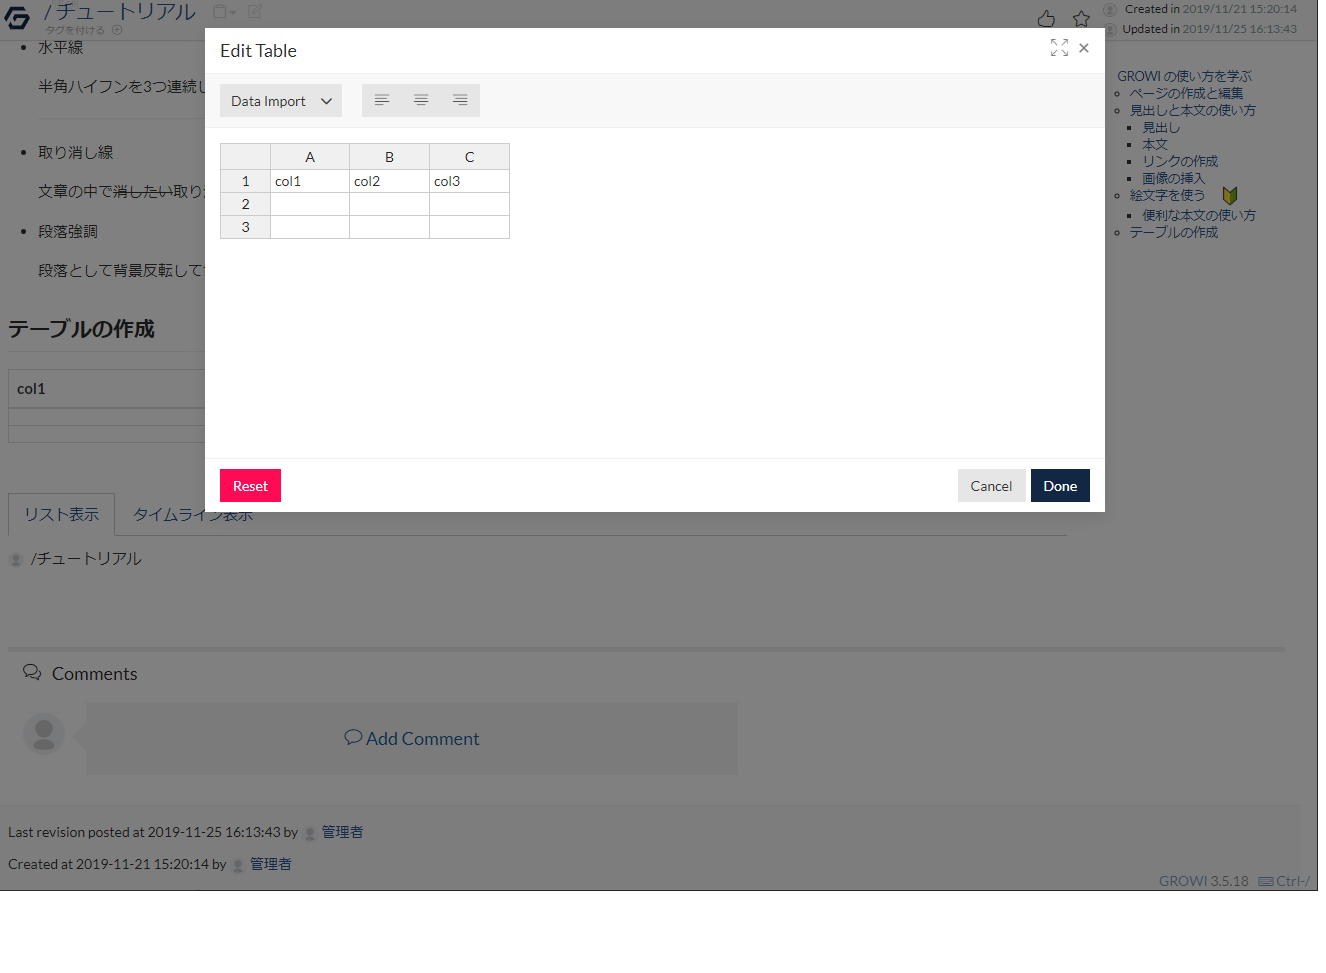 / チュートリアル
タグを付ける
Created in 2019/11/21 15:20:14
Updated in 2019/11/25 16:13:43
水平線
半角ハイフンを3つ連続し
取り消し線
文章の中で消したい取り
段落強調
段落として背景反転して
テーブルの作成
col1
Edit Table
Data Import
A B C
1 col1 col2 col3
2
3
Reset
Cancel
Done
GROWI の使い方を学ぶ
ページの作成と編集
見出しと本文の使い方
見出し
本文
リンクの作成
画像の挿入
絵文字を使う
便利な本文の使い方
テーブルの作成
リスト表示
タイムライン表示
/チュートリアル
Comments
Add Comment
Last revision posted at 2019-11-25 16:13:43 by 管理者
Created at 2019-11-21 15:20:14 by 管理者
GROWI 3.5.18
Ctrl-/